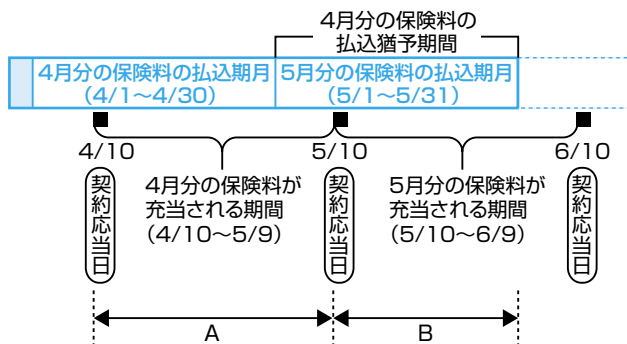 4月分の保険料の
払込猶予期間
4月分の保険料の払込期月
(4/1〜4/30)
5月分の保険料の払込期月
(5/1〜5/31)
4/10
5/10
6/10
契約応当日
4月分の保険料が
充当される期間
(4/10〜5/9)
契約応当日
5月分の保険料が
充当される期間
(5/10〜6/9)
契約応当日
A
B